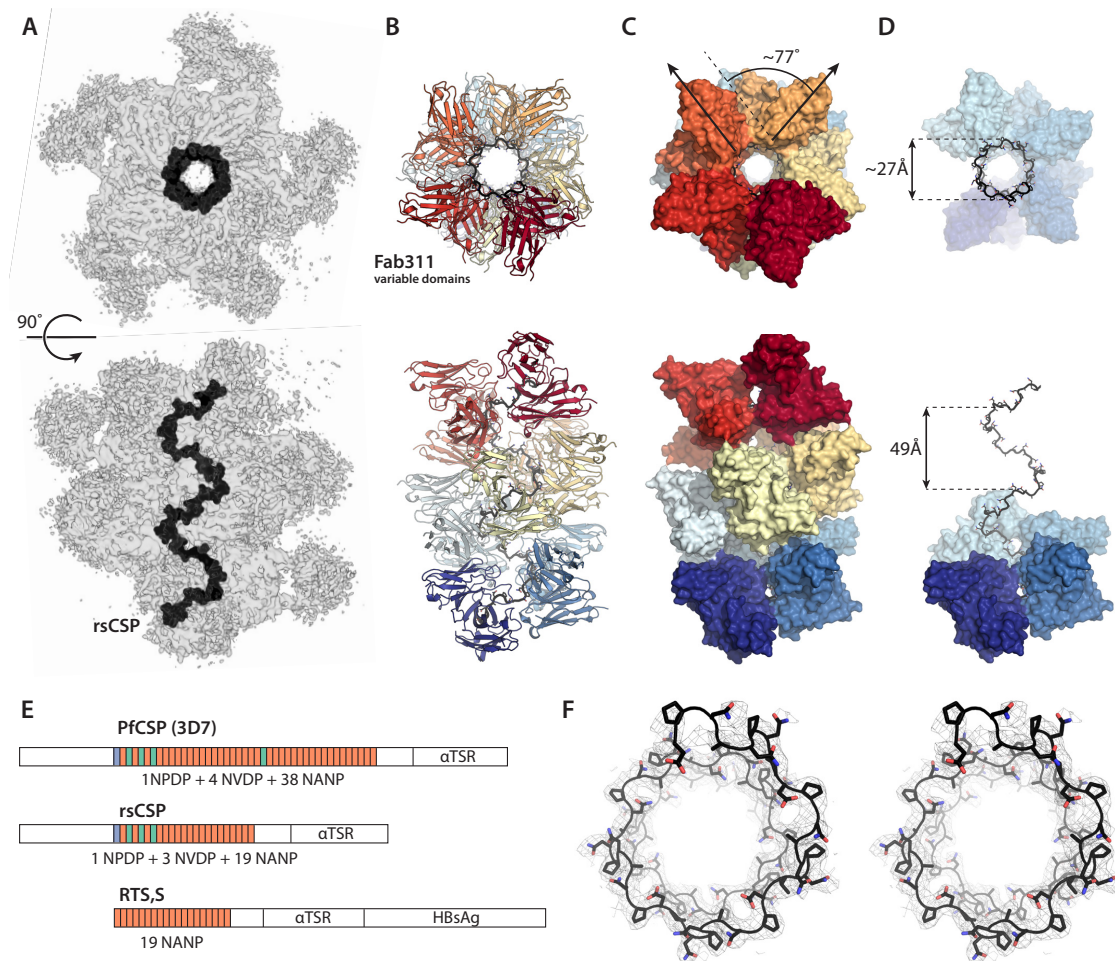 A
B
C
D
~77°
~27Å
Fab311
variable domains
90°
49Å
rsCSP
E
F
PfCSP (3D7)
αTSR
1NPDP + 4 NVDP + 38 NANP
rsCSP
αTSR
1 NPDP + 3 NVDP + 19 NANP
RTS,S
αTSR
HBsAg
19 NANP